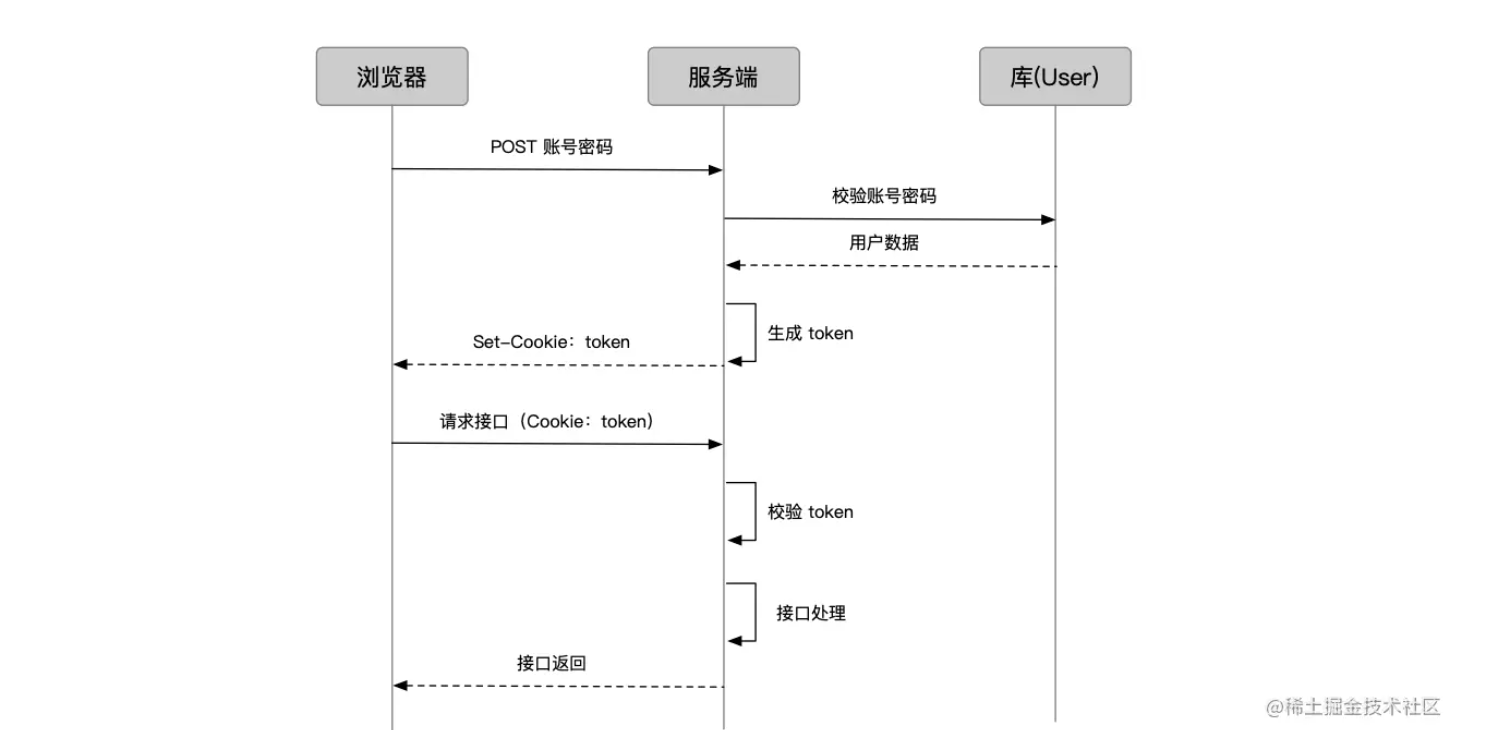 浏览器
服务端
库(User)
POST 账号密码
校验账号密码
用户数据
生成 token
Set-Cookie：token
请求接口（Cookie：token）
校验 token
接口处理
接口返回
@稀土掘金技术社区